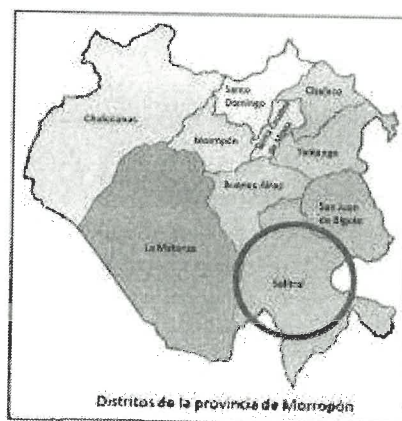 Santo
Domingo
Chalaco
Chulucanas
Morropón
Yamango
Buenos Aires
San Juan
de Bigote
La Matanza
Salitral
Distritos de la provincia de Morropón